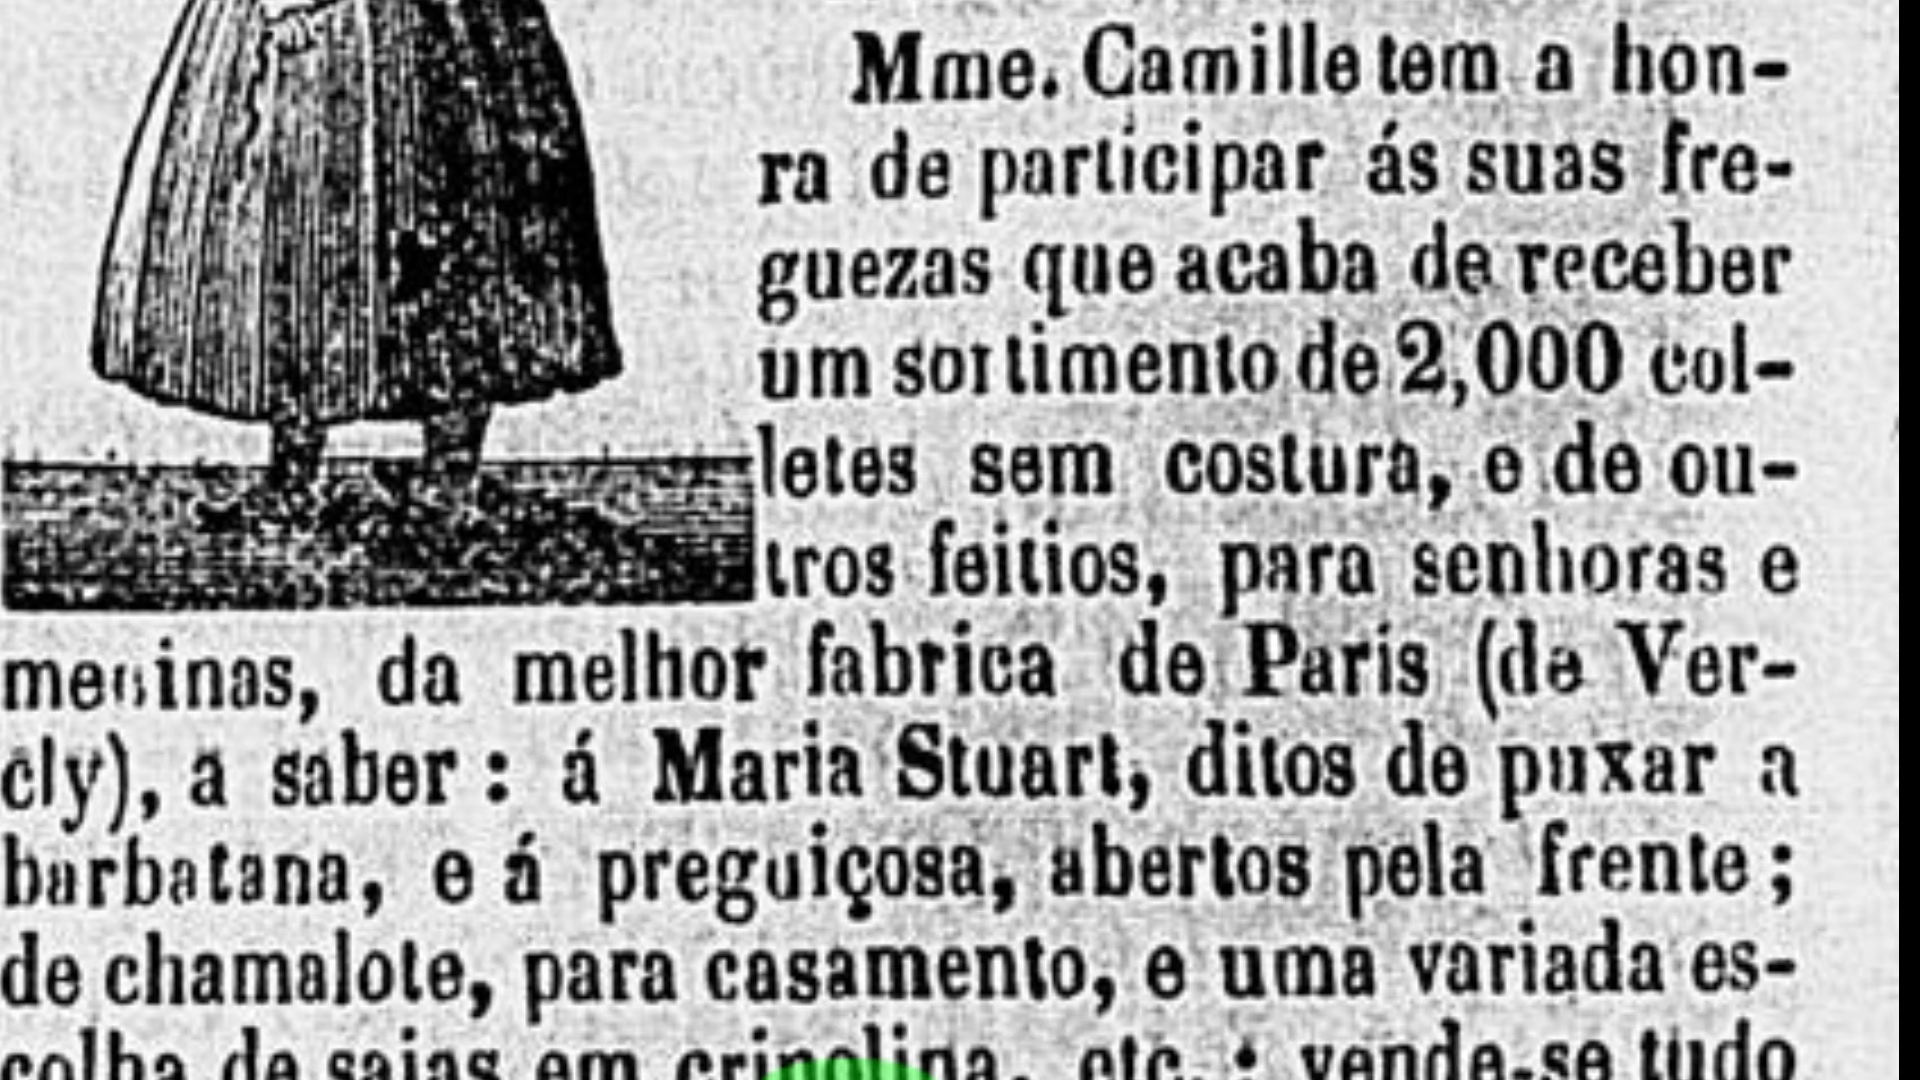 Mme. Camille tem a hon-
ra de participar ás suas fre-
guezas que acaba de receber
um sortimento de 2,000 col-
letes sem costura, e de ou-
tros feitios, para senhoras e
meninas, da melhor fabrica de Paris (de Ver-
cly), a saber: á Maria Stuart, ditos de puxar a
barbatana, e á preguiçosa, abertos pela frente;
de chamalote, para casamento, e uma variada es-
colha de saias em crinolina, etc.; vende-se tudo